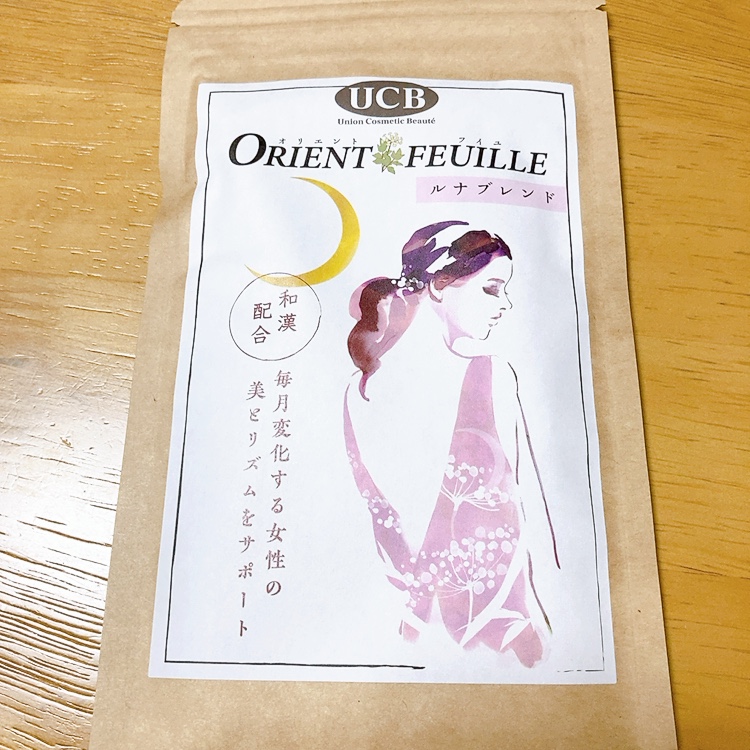 UCB
Union Cosmetic Beauté
オリエント フイユ
ORIENT FEUILLE
ルナブレンド
和漢
配合
毎月変化する女性の
美とリズムをサポート